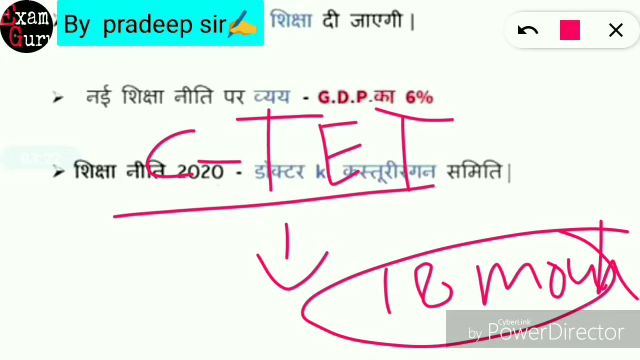 Exam Guru
By pradeep sir✍
शिक्षा दी जाएगी |
➢ नई शिक्षा नीति पर व्यय - G.D.P.का 6%
C-TET
➢ शिक्षा नीति 2020 - डॉक्टर k कस्तूरीरंगन समिति|
18 month
CyberLink
by PowerDirector